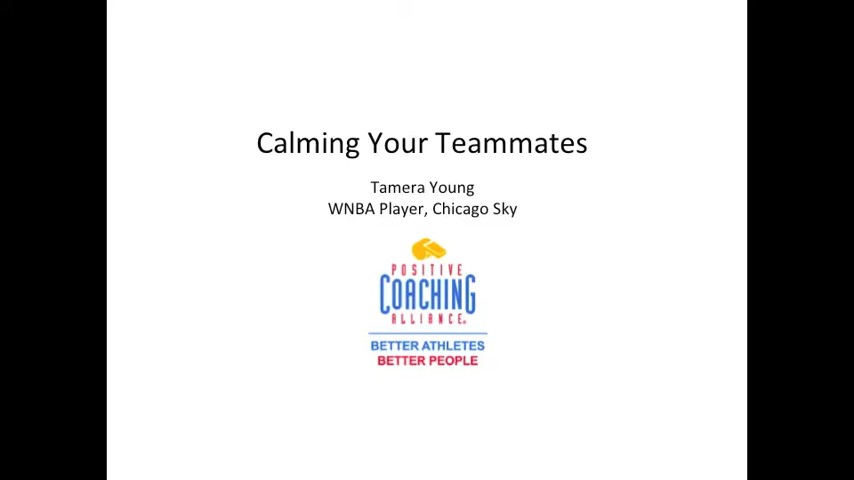 Calming Your Teammates
Tamera Young
WNBA Player, Chicago Sky
POSITIVE
COACHING
ALLIANCE®
BETTER ATHLETES
BETTER PEOPLE